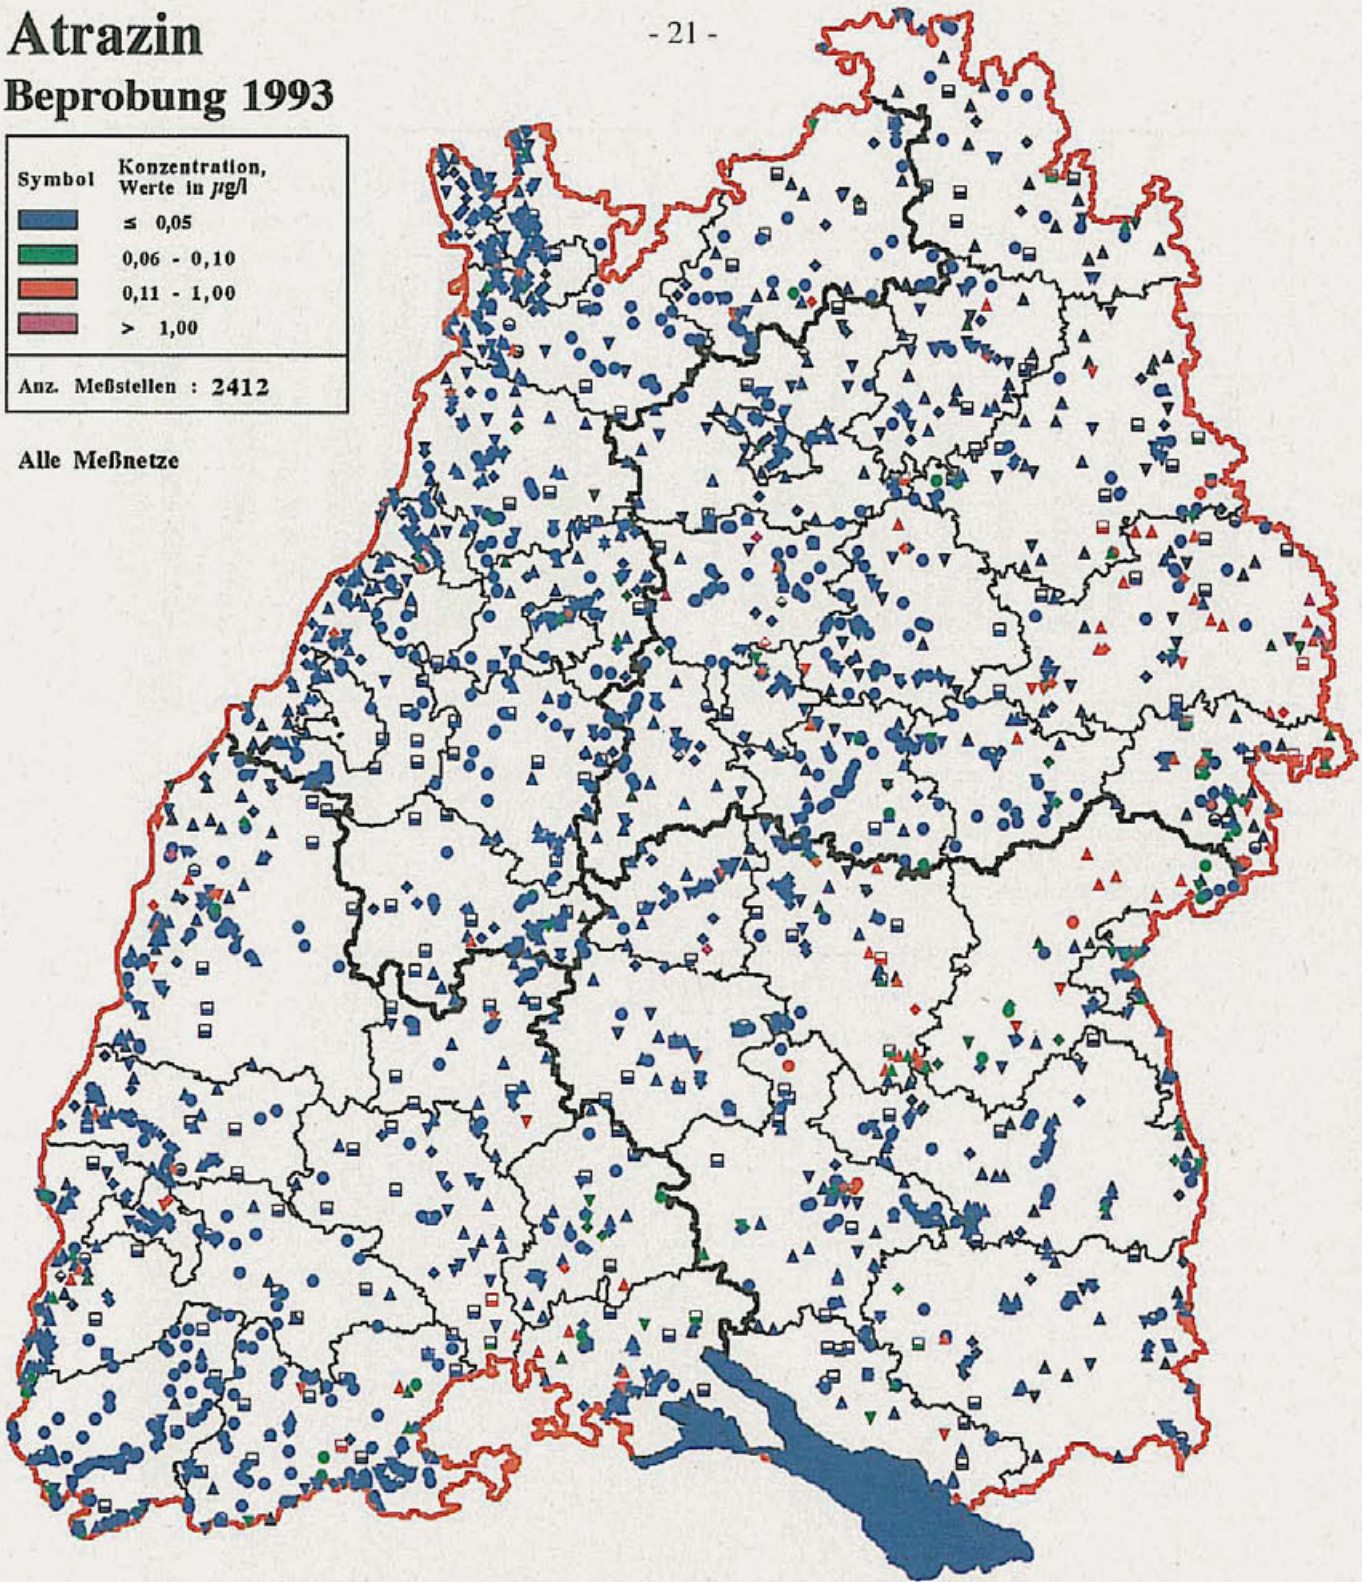 Atrazin
- 21 -
Beprobung 1993
Symbol Konzentration,
Werte in µg/l
≤ 0,05
0,06 - 0,10
0,11 - 1,00
> 1,00
Anz. Meßstellen : 2412
Alle Meßnetze